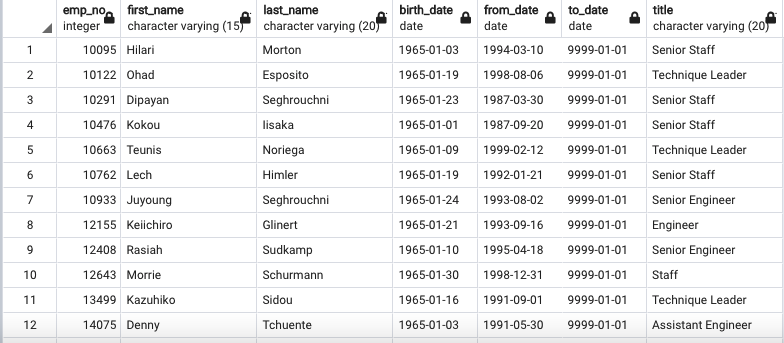 emp_no first_name last_name birth_date from_date to_date title
integer character varying (15) character varying (20) date date date character varying (20)
1 10095 Hilari Morton 1965-01-03 1994-03-10 9999-01-01 Senior Staff
2 10122 Ohad Esposito 1965-01-19 1998-08-06 9999-01-01 Technique Leader
3 10291 Dipayan Seghrouchni 1965-01-23 1987-03-30 9999-01-01 Senior Staff
4 10476 Kokou Iisaka 1965-01-01 1987-09-20 9999-01-01 Senior Staff
5 10663 Teunis Noriega 1965-01-09 1999-02-12 9999-01-01 Technique Leader
6 10762 Lech Himler 1965-01-19 1992-01-21 9999-01-01 Senior Staff
7 10933 Juyoung Seghrouchni 1965-01-24 1993-08-02 9999-01-01 Senior Engineer
8 12155 Keiichiro Glinert 1965-01-21 1993-09-16 9999-01-01 Engineer
9 12408 Rasiah Sudkamp 1965-01-10 1995-04-18 9999-01-01 Senior Engineer
10 12643 Morrie Schurmann 1965-01-30 1998-12-31 9999-01-01 Staff
11 13499 Kazuhiko Sidou 1965-01-16 1991-09-01 9999-01-01 Technique Leader
12 14075 Denny Tchuente 1965-01-03 1991-05-30 9999-01-01 Assistant Engineer